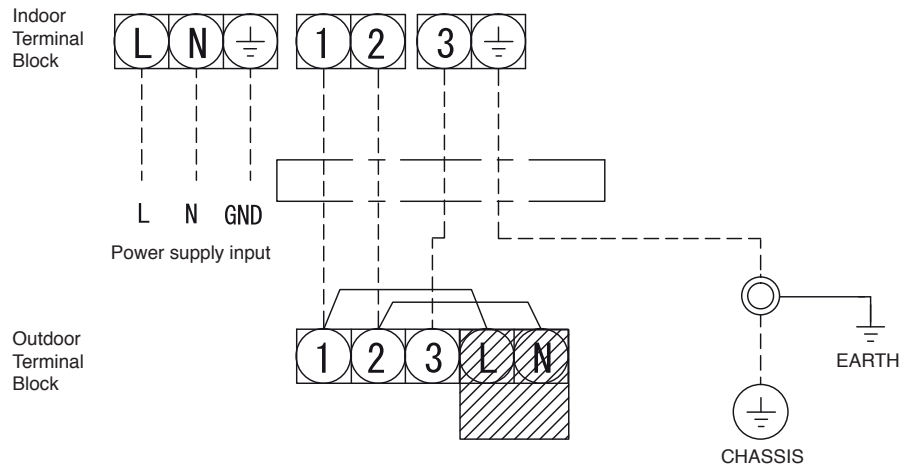 Indoor
Terminal
Block
L N 1 2 3
L N GND
Power supply input
Outdoor
Terminal
Block
1 2 3 L N
EARTH
CHASSIS